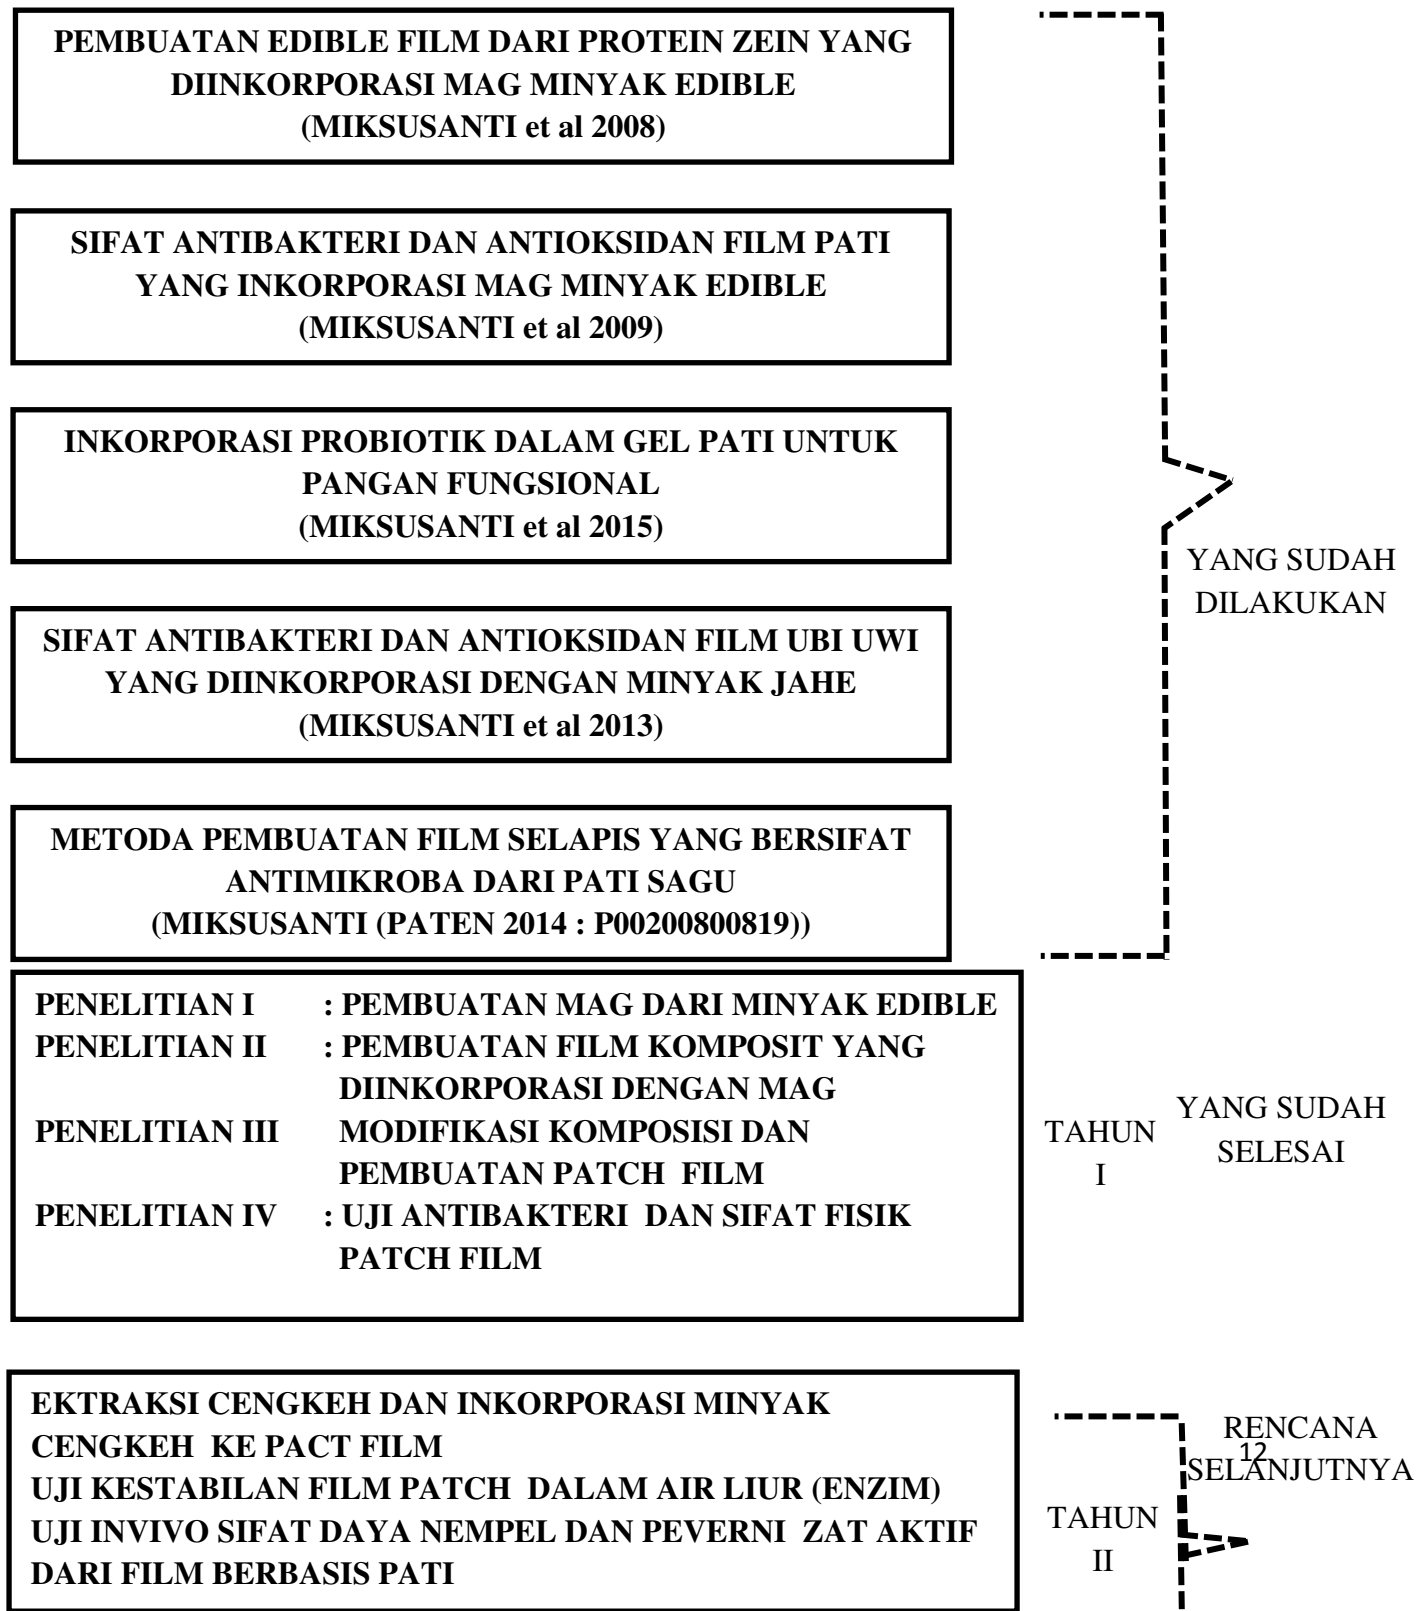 PEMBUATAN EDIBLE FILM DARI PROTEIN ZEIN YANG
DIINKORPORASI MAG MINYAK EDIBLE
(MIKSUSANTI et al 2008)
SIFAT ANTIBAKTERI DAN ANTIOKSIDAN FILM PATI
YANG INKORPORASI MAG MINYAK EDIBLE
(MIKSUSANTI et al 2009)
INKORPORASI PROBIOTIK DALAM GEL PATI UNTUK
PANGAN FUNGSIONAL
(MIKSUSANTI et al 2015)
SIFAT ANTIBAKTERI DAN ANTIOKSIDAN FILM UBI UWI
YANG DIINKORPORASI DENGAN MINYAK JAHE
(MIKSUSANTI et al 2013)
METODA PEMBUATAN FILM SELAPIS YANG BERSIFAT
ANTIMIKROBA DARI PATI SAGU
(MIKSUSANTI (PATEN 2014 : P00200800819))
YANG SUDAH
DILAKUKAN
PENELITIAN I : PEMBUATAN MAG DARI MINYAK EDIBLE
PENELITIAN II : PEMBUATAN FILM KOMPOSIT YANG
DIINKORPORASI DENGAN MAG
PENELITIAN III MODIFIKASI KOMPOSISI DAN
PEMBUATAN PATCH FILM
PENELITIAN IV : UJI ANTIBAKTERI DAN SIFAT FISIK
PATCH FILM
TAHUN
I
YANG SUDAH
SELESAI
EKTRAKSI CENGKEH DAN INKORPORASI MINYAK
CENGKEH KE PACT FILM
UJI KESTABILAN FILM PATCH DALAM AIR LIUR (ENZIM)
UJI INVIVO SIFAT DAYA NEMPEL DAN PEVERNI ZAT AKTIF
DARI FILM BERBASIS PATI
TAHUN
II
RENCANA
SELANJUTNYA
12